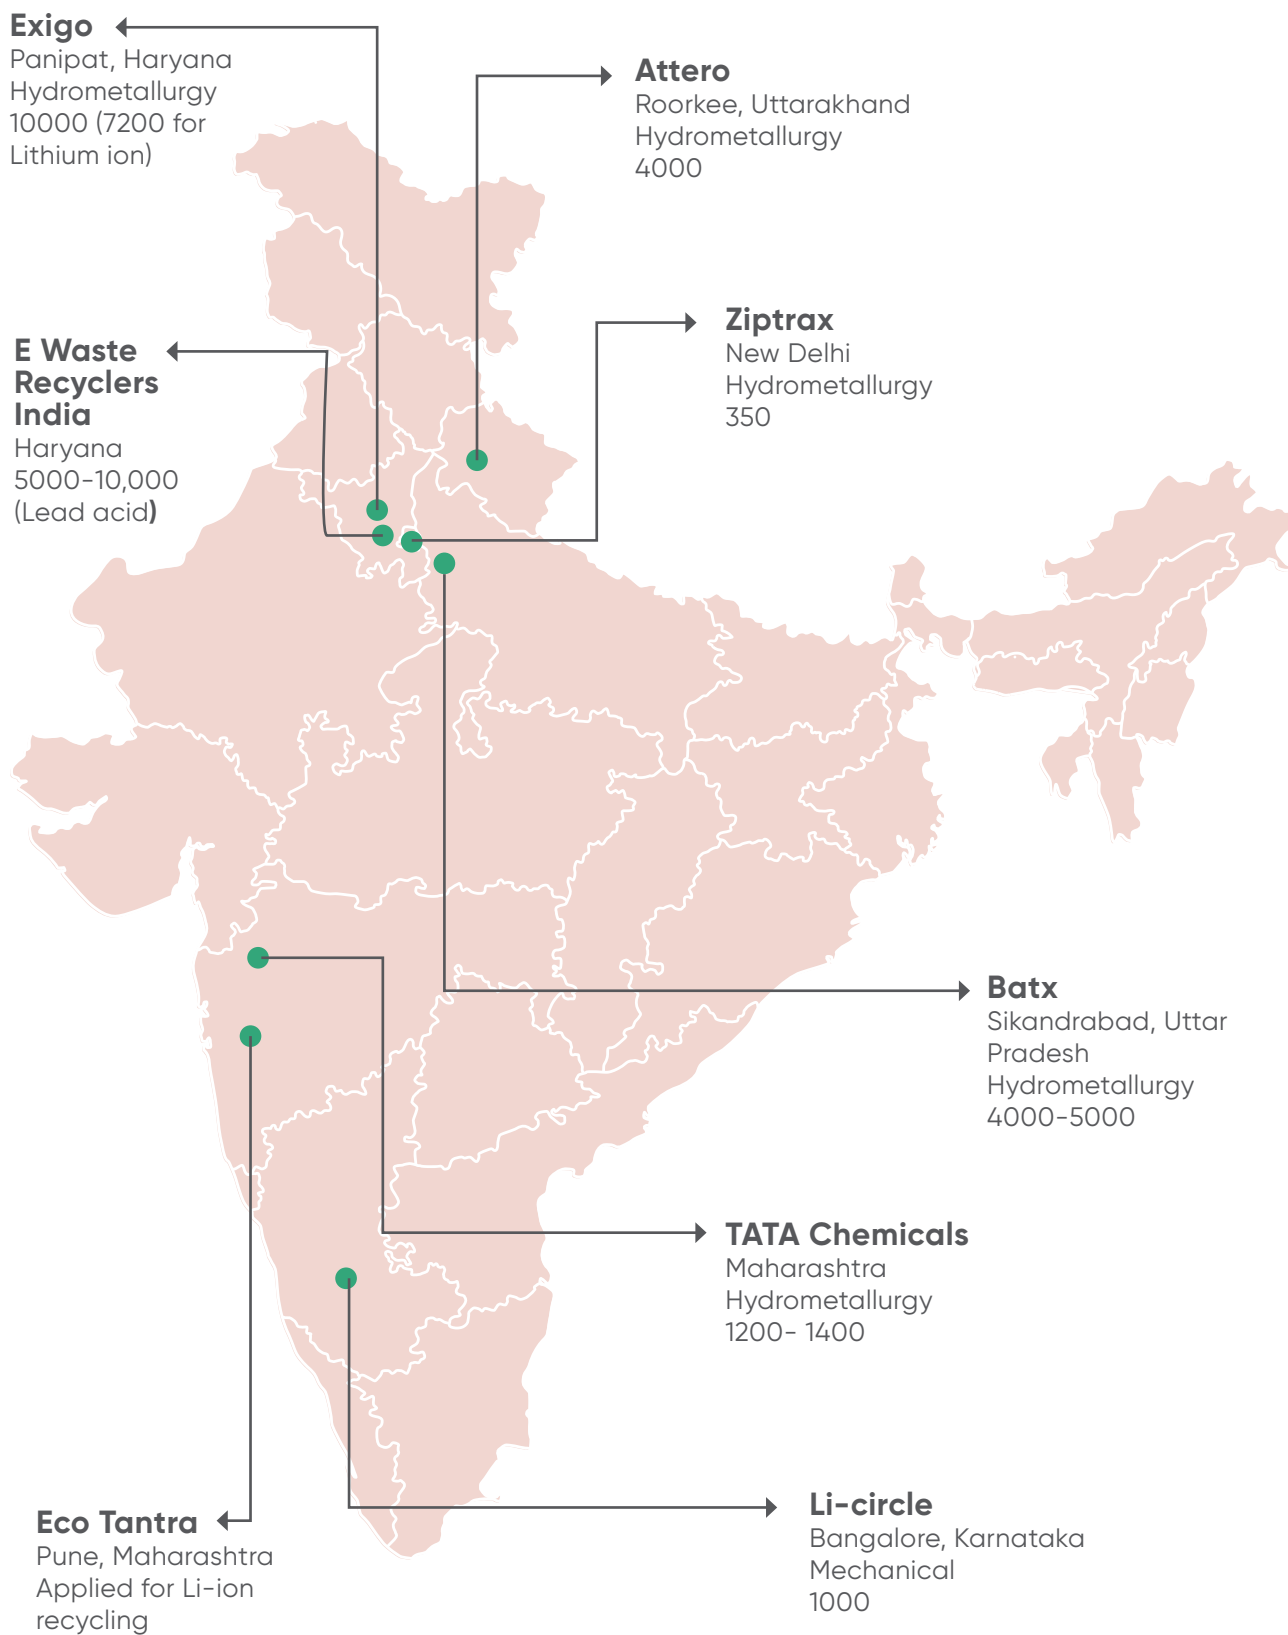 Exigo
Panipat, Haryana
Hydrometallurgy
10000 (7200 for
Lithium ion)
Attero
Roorkee, Uttarakhand
Hydrometallurgy
4000
Ziptrax
New Delhi
Hydrometallurgy
350
E Waste
Recyclers
India
Haryana
5000-10,000
(Lead acid)
Batx
Sikandrabad, Uttar
Pradesh
Hydrometallurgy
4000-5000
TATA Chemicals
Maharashtra
Hydrometallurgy
1200- 1400
Li-circle
Bangalore, Karnataka
Mechanical
1000
Eco Tantra
Pune, Maharashtra
Applied for Li-ion
recycling